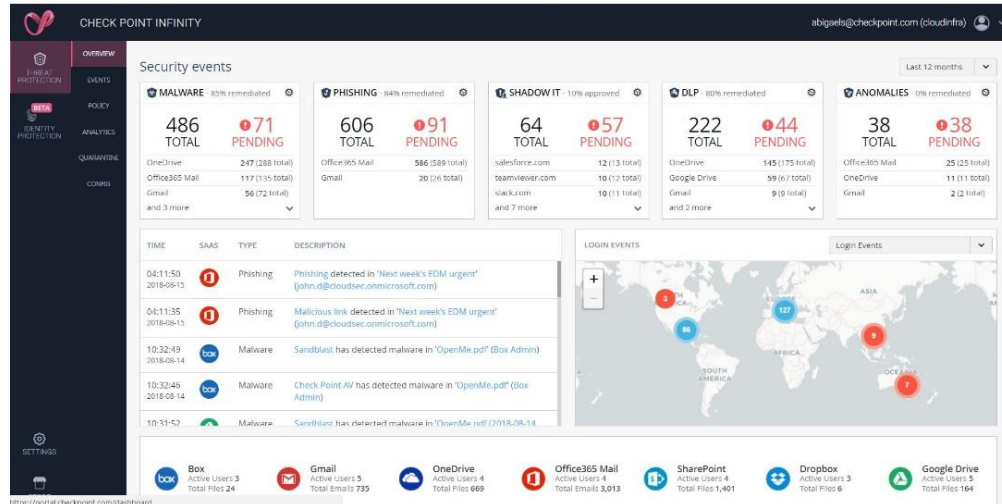 CHECK POINT INFINITY
abigaels@checkpoint.com (cloudinfra)
THREAT
PROTECTION
BETA
IDENTITY
PROTECTION
SETTINGS
OVERVIEW
EVENTS
POLICY
ANALYTICS
QUARANTINE
CONFIG
Security events
Last 12 months
MALWARE - 85% remediated
486 TOTAL
71 PENDING
OneDrive 247 (288 total)
Office365 Mail 117 (135 total)
Gmail 56 (72 total)
and 3 more
PHISHING - 84% remediated
606 TOTAL
91 PENDING
Office365 Mail 586 (589 total)
Gmail 20 (26 total)
SHADOW IT - 10% approved
64 TOTAL
57 PENDING
salesforce.com 12 (13 total)
teamviewer.com 10 (12 total)
slack.com 10 (11 total)
and 7 more
DLP - 80% remediated
222 TOTAL
44 PENDING
OneDrive 145 (175 total)
Google Drive 59 (67 total)
Gmail 9 (9 total)
and 2 more
ANOMALIES - 0% remediated
38 TOTAL
38 PENDING
Office365 Mail 25 (25 total)
OneDrive 11 (11 total)
Gmail 2 (2 total)
TIME SAAS TYPE DESCRIPTION
04:11:50 Phishing Phishing detected in 'Next week's EDM urgent'
2018-08-15 (john.d@cloudsec.onmicrosoft.com)
04:11:35 Phishing Malicious link detected in 'Next week's EDM urgent'
2018-08-15 (john.d@cloudsec.onmicrosoft.com)
10:32:49 box Malware Sandblast has detected malware in 'OpenMe.pdf' (Box Admin)
2018-08-14
10:32:46 box Malware Check Point AV has detected malware in 'OpenMe.pdf' (Box
2018-08-14 Admin)
10:31:52 Malware Sandblast has detected malware in 'OpenMe.pdf (2018-08-14
LOGIN EVENTS
Login Events
+
-
3
86
127
9
7
ASIA
AFRICA
SOUTH
AMERICA
box
Box
Active Users 3
Total Files 24
Gmail
Active Users 5
Total Emails 735
OneDrive
Active Users 4
Total Files 669
Office365 Mail
Active Users 4
Total Emails 3,013
SharePoint
Active Users 4
Total Files 1,401
Dropbox
Active Users 3
Total Files 6
Google Drive
Active Users 5
Total Files 164
https://portal.checkpoint.com/dashboard